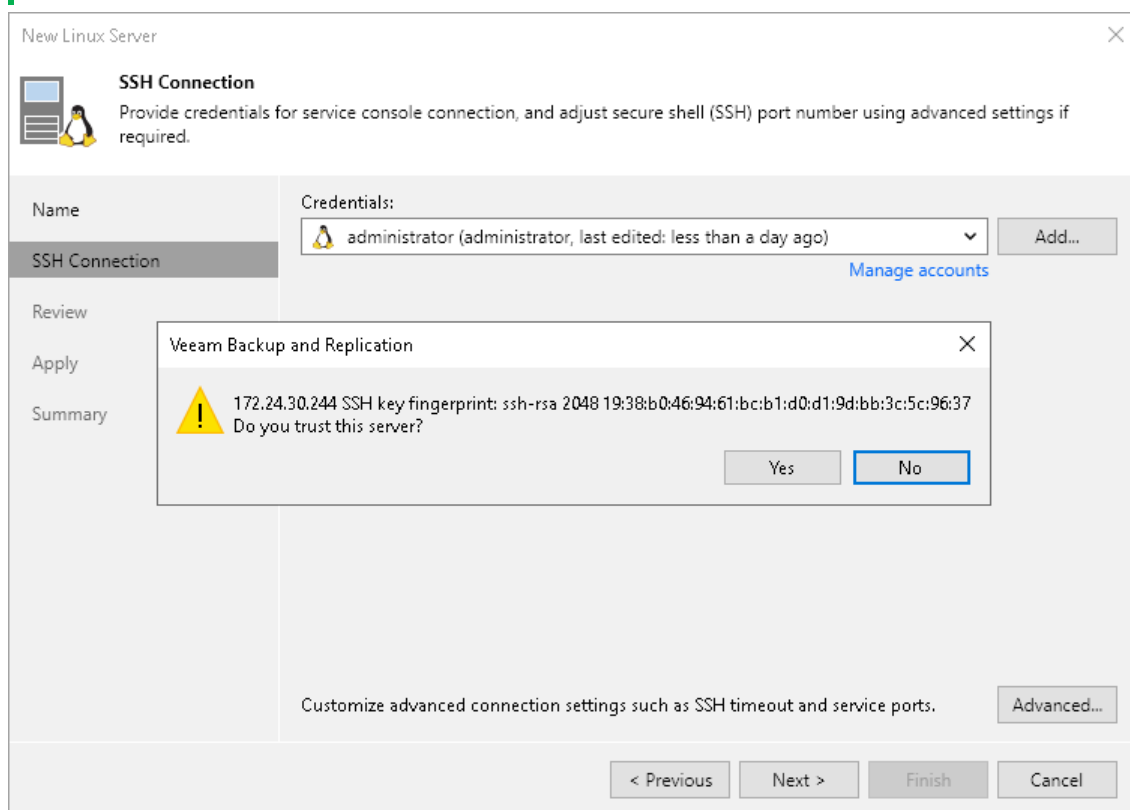 New Linux Server
SSH Connection
Provide credentials for service console connection, and adjust secure shell (SSH) port number using advanced settings if
required.
Name
SSH Connection
Review
Apply
Summary
Credentials:
administrator (administrator, last edited: less than a day ago)
Add...
Manage accounts
Veeam Backup and Replication
172.24.30.244 SSH key fingerprint: ssh-rsa 2048 19:38:b0:46:94:61:bc:b1:d0:d1:9d:bb:3c:5c:96:37
Do you trust this server?
Yes
No
Customize advanced connection settings such as SSH timeout and service ports.
Advanced...
< Previous
Next >
Finish
Cancel